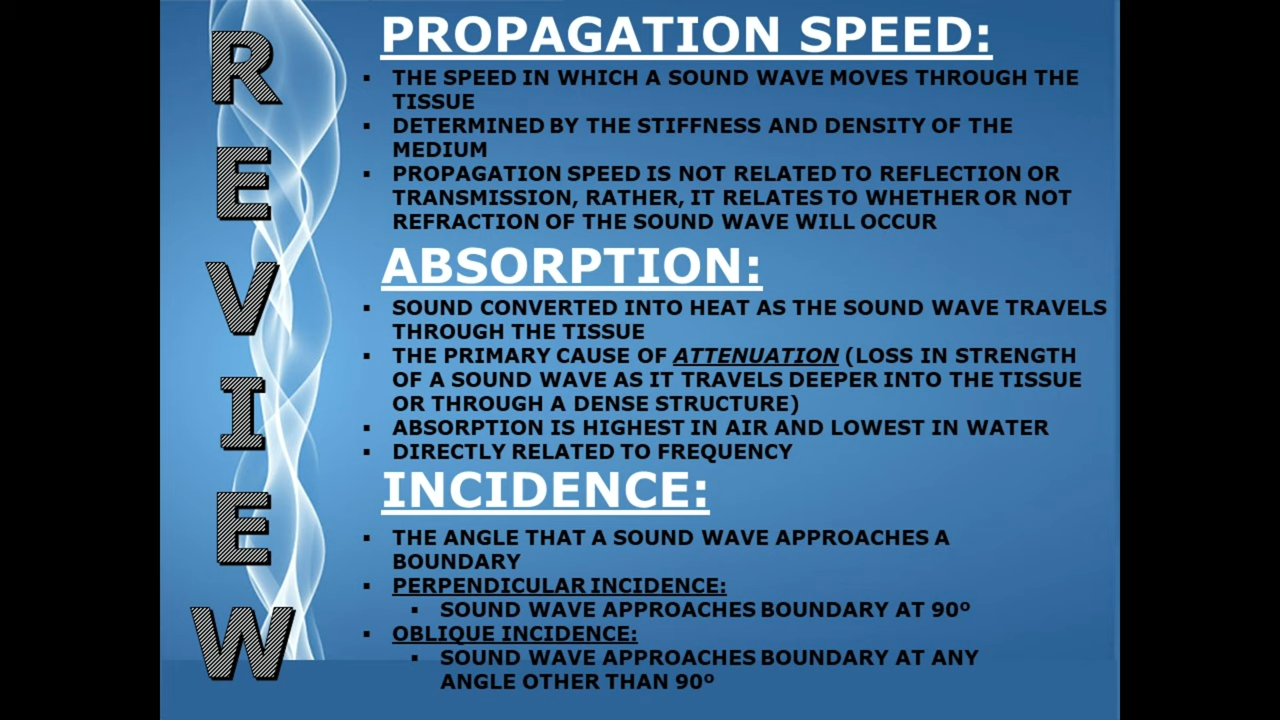 REVIEW
PROPAGATION SPEED:
▪ THE SPEED IN WHICH A SOUND WAVE MOVES THROUGH THE
TISSUE
▪ DETERMINED BY THE STIFFNESS AND DENSITY OF THE
MEDIUM
▪ PROPAGATION SPEED IS NOT RELATED TO REFLECTION OR
TRANSMISSION, RATHER, IT RELATES TO WHETHER OR NOT
REFRACTION OF THE SOUND WAVE WILL OCCUR
ABSORPTION:
▪ SOUND CONVERTED INTO HEAT AS THE SOUND WAVE TRAVELS
THROUGH THE TISSUE
▪ THE PRIMARY CAUSE OF ATTENUATION (LOSS IN STRENGTH
OF A SOUND WAVE AS IT TRAVELS DEEPER INTO THE TISSUE
OR THROUGH A DENSE STRUCTURE)
▪ ABSORPTION IS HIGHEST IN AIR AND LOWEST IN WATER
▪ DIRECTLY RELATED TO FREQUENCY
INCIDENCE:
▪ THE ANGLE THAT A SOUND WAVE APPROACHES A
BOUNDARY
▪ PERPENDICULAR INCIDENCE:
▪ SOUND WAVE APPROACHES BOUNDARY AT 90º
▪ OBLIQUE INCIDENCE:
▪ SOUND WAVE APPROACHES BOUNDARY AT ANY
ANGLE OTHER THAN 90º